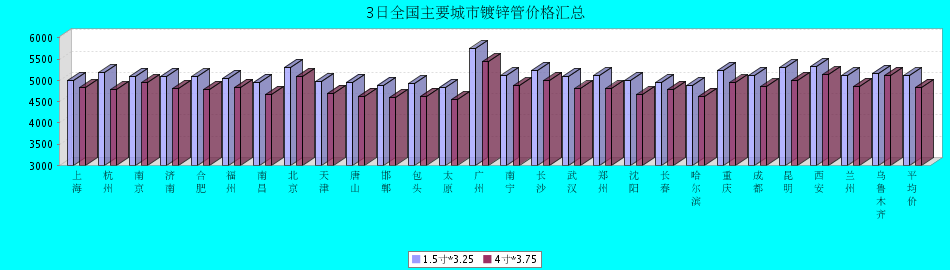 3日全国主要城市镀锌管价格汇总
6000
5500
5000
4500
4000
3500
3000
上海
杭州
南京
济南
合肥
福州
南昌
北京
天津
唐山
邯郸
包头
太原
广州
南宁
长沙
武汉
郑州
沈阳
长春
哈尔滨
重庆
成都
昆明
西安
兰州
乌鲁木齐
平均价
1.5寸*3.25
4寸*3.75